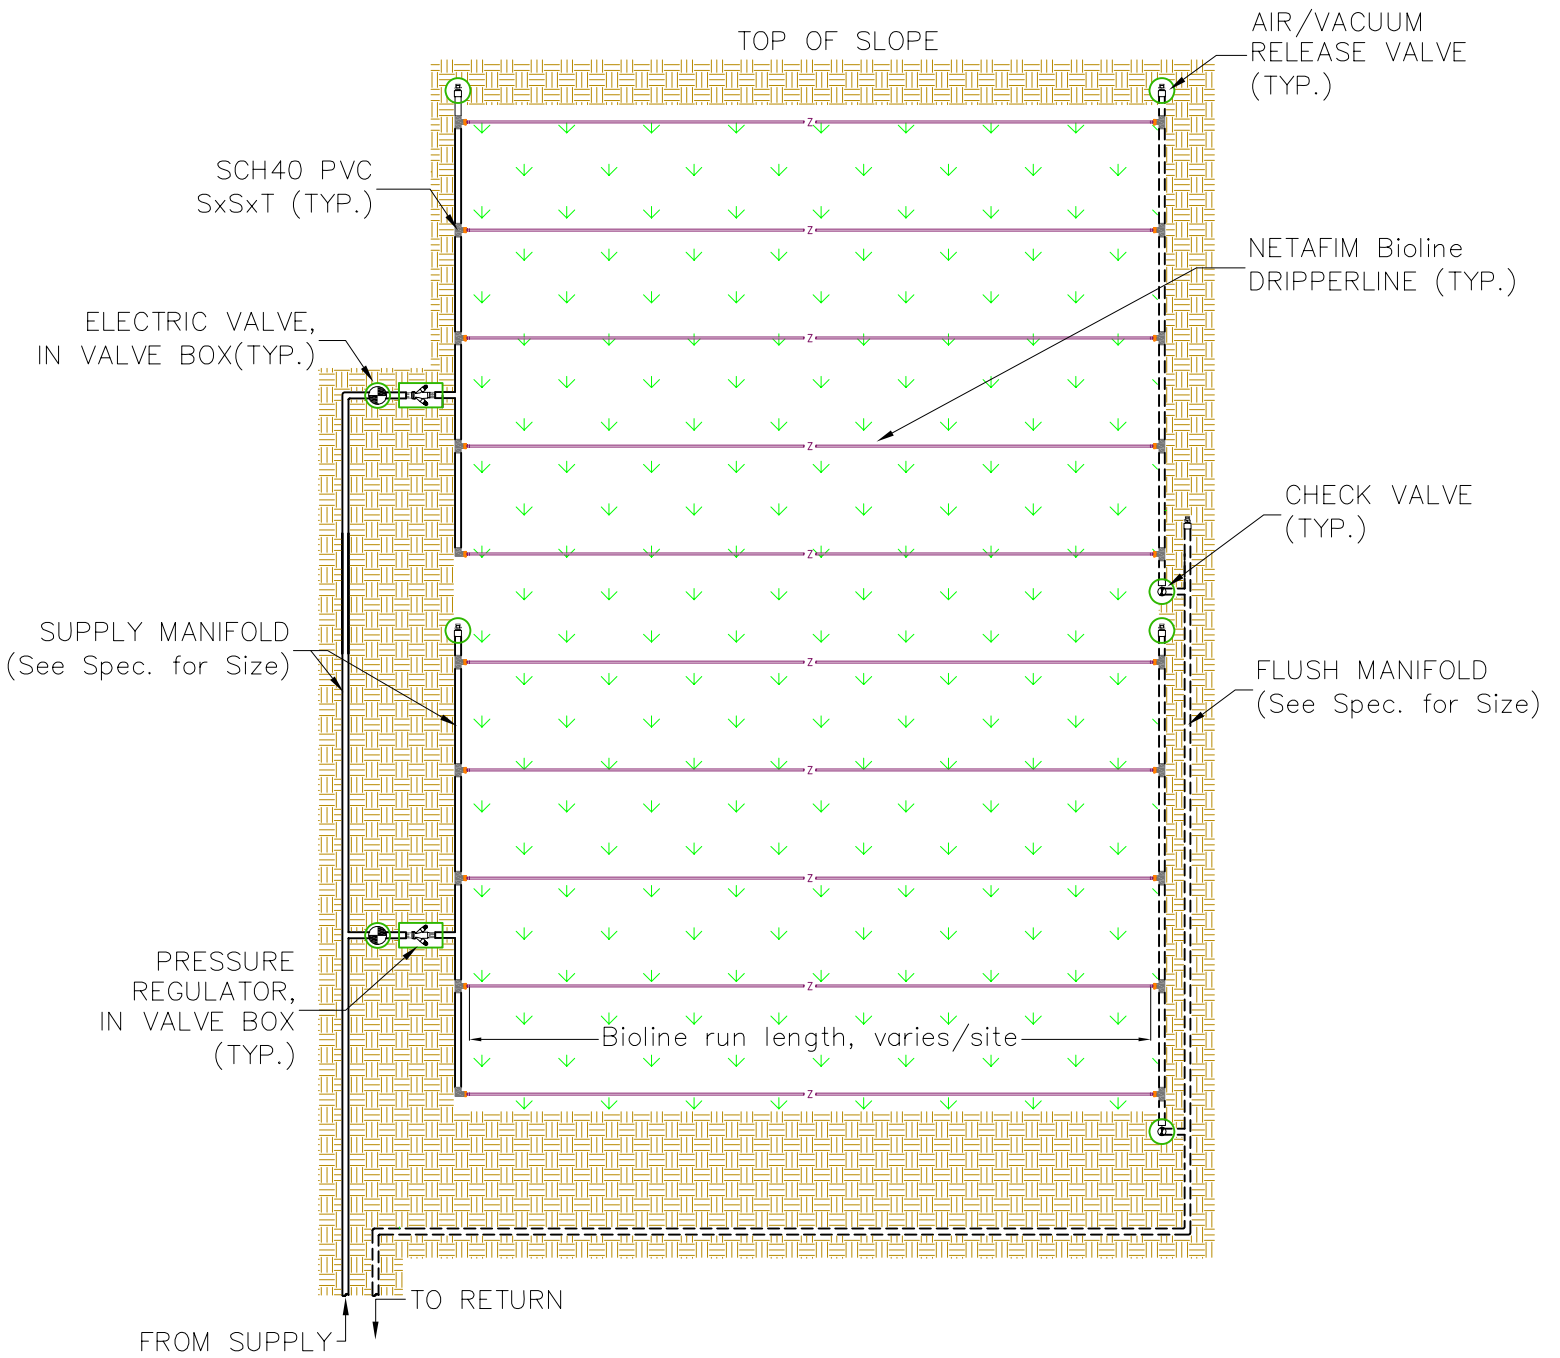 TOP OF SLOPE
AIR/VACUUM
RELEASE VALVE
(TYP.)
SCH40 PVC
SxSxT (TYP.)
NETAFIM Bioline
DRIPPERLINE (TYP.)
ELECTRIC VALVE,
IN VALVE BOX(TYP.)
CHECK VALVE
(TYP.)
SUPPLY MANIFOLD
(See Spec. for Size)
FLUSH MANIFOLD
(See Spec. for Size)
PRESSURE
REGULATOR,
IN VALVE BOX
(TYP.)
Bioline run length, varies/site
TO RETURN
FROM SUPPLY
Z
Z
Z
Z
Z
Z
Z
Z
Z
Z